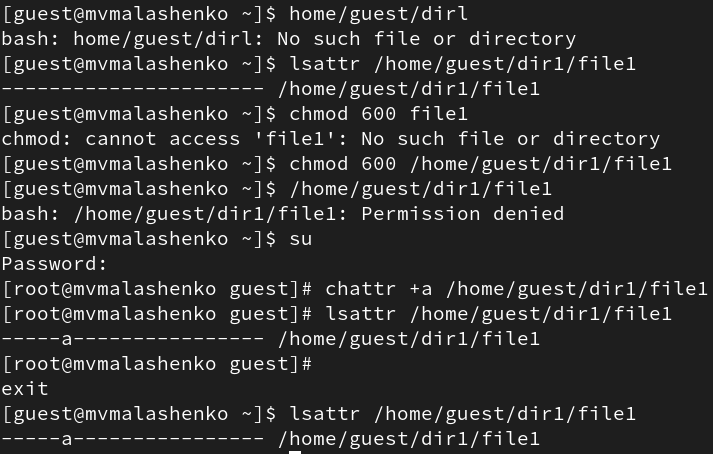 [guest@mvmalashenko ~]$ home/guest/dirl
bash: home/guest/dirl: No such file or directory
[guest@mvmalashenko ~]$ lsattr /home/guest/dir1/file1
---------------------- /home/guest/dir1/file1
[guest@mvmalashenko ~]$ chmod 600 file1
chmod: cannot access 'file1': No such file or directory
[guest@mvmalashenko ~]$ chmod 600 /home/guest/dir1/file1
[guest@mvmalashenko ~]$ /home/guest/dir1/file1
bash: /home/guest/dir1/file1: Permission denied
[guest@mvmalashenko ~]$ su
Password:
[root@mvmalashenko guest]# chattr +a /home/guest/dir1/file1
[root@mvmalashenko guest]# lsattr /home/guest/dir1/file1
-----a---------------- /home/guest/dir1/file1
[root@mvmalashenko guest]#
exit
[guest@mvmalashenko ~]$ lsattr /home/guest/dir1/file1
-----a---------------- /home/guest/dir1/file1